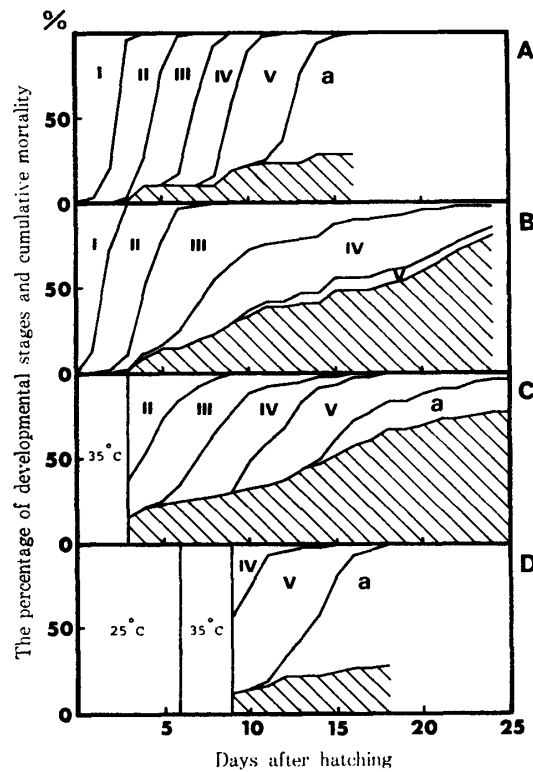 %
The percentage of developmental stages and cumulative mortality
A
I II III IV V a
50
0
B
I II III IV V
50
0
C
35°C II III IV V a
50
0
D
25°C 35°C IV V a
50
0
5 10 15 20 25
Days after hatching